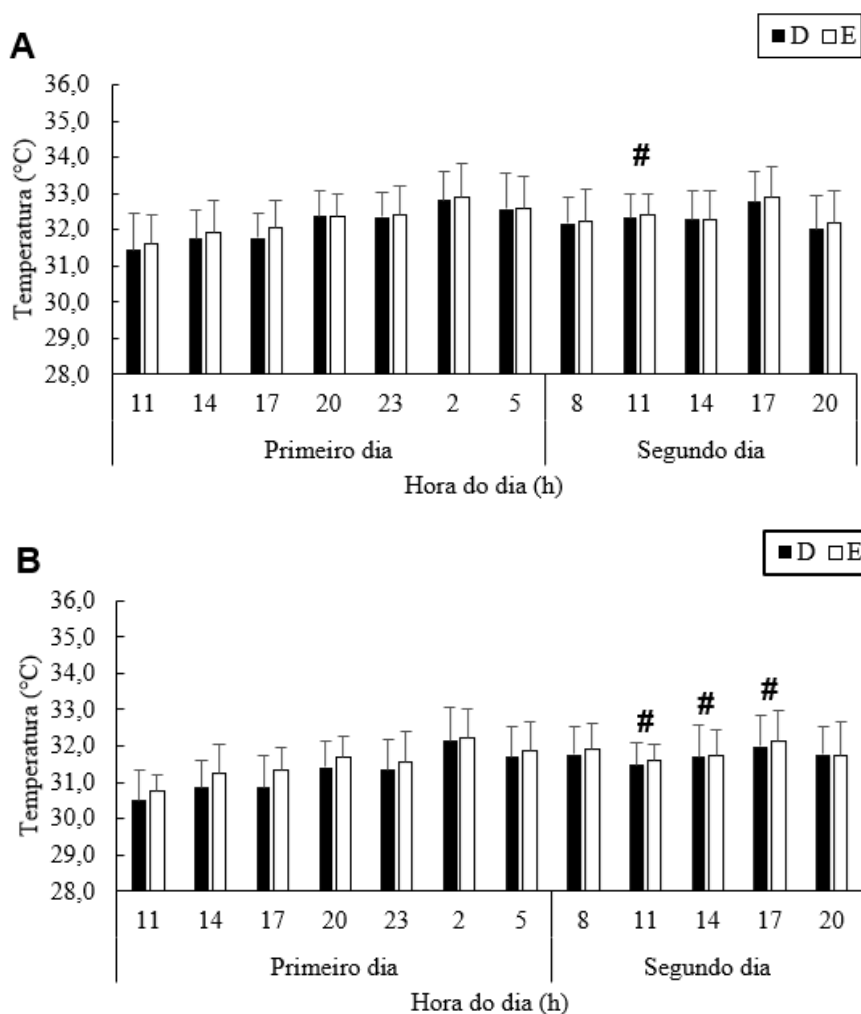 D E
A
36,0
35,0
34,0
33,0
32,0
31,0
30,0
29,0
28,0
Temperatura (°C)
#
11 14 17 20 23 2 5 8 11 14 17 20
Primeiro dia Segundo dia
Hora do dia (h)
D E
B
36,0
35,0
34,0
33,0
32,0
31,0
30,0
29,0
28,0
Temperatura (°C)
# # #
11 14 17 20 23 2 5 8 11 14 17 20
Primeiro dia Segundo dia
Hora do dia (h)